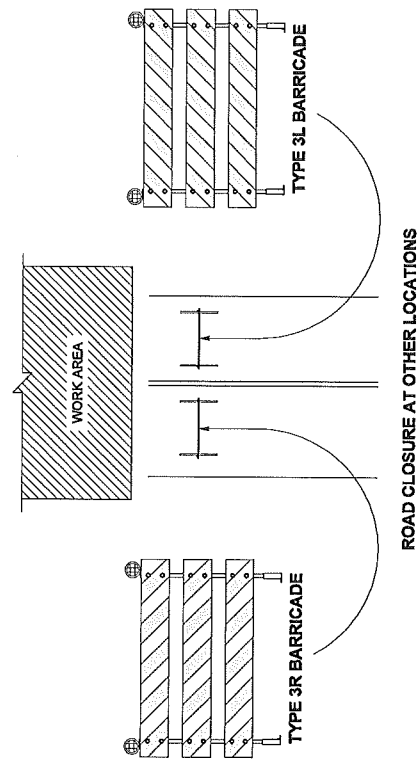 WORK AREA
TYPE 3R BARRICADE
TYPE 3L BARRICADE
ROAD CLOSURE AT OTHER LOCATIONS